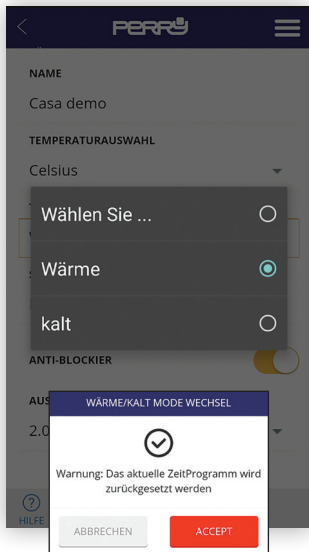 PERRY
NAME
Casa demo
TEMPERATURAUSWAHL
Celsius
Wählen Sie ...
Wärme
kalt
ANTI-BLOCKIER
AUS
2.0
WÄRME/KALT MODE WECHSEL
Warnung: Das aktuelle ZeitProgramm wird
zurückgesetzt werden
ABBRECHEN
ACCEPT
HILFE